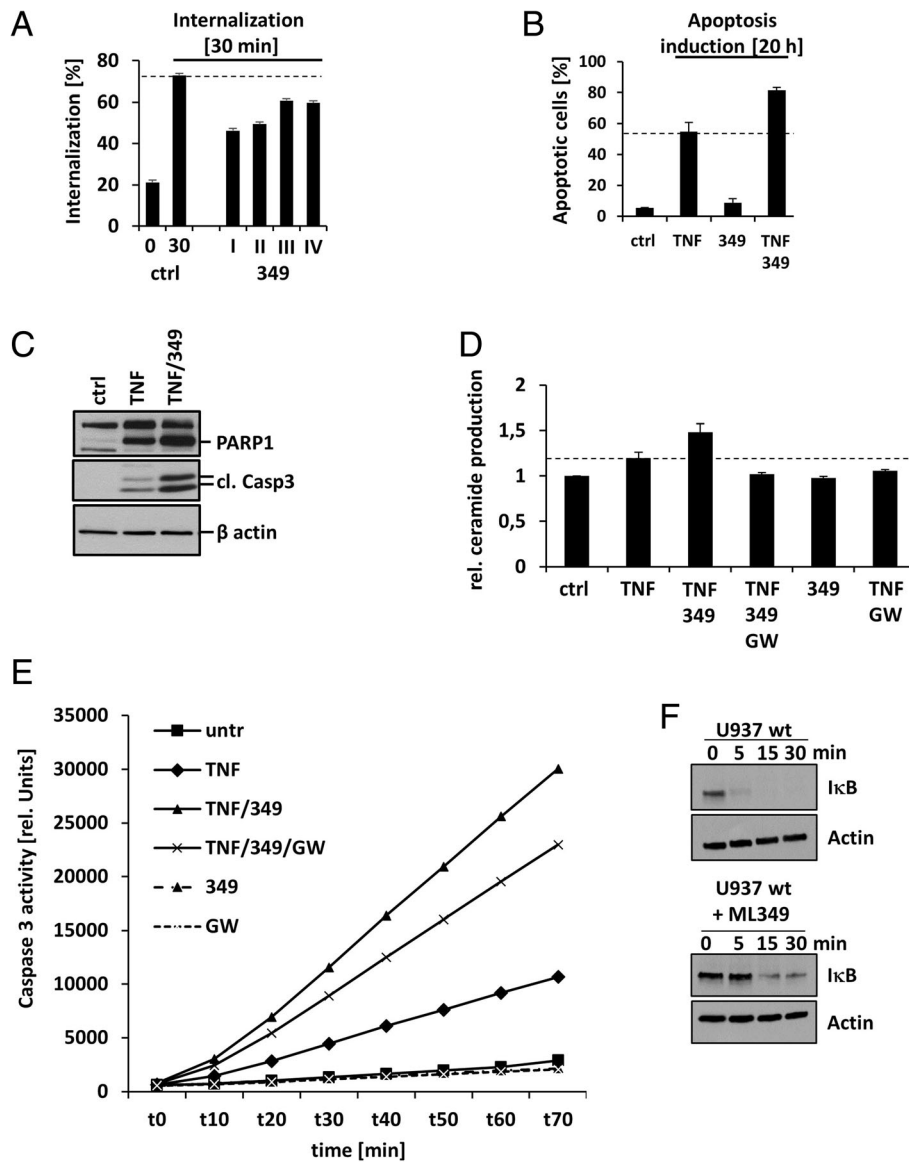 A
Internalization
[30 min]
Internalization [%]
80
60
40
20
0
0 30 I II III IV
ctrl 349
B
Apoptosis
induction [20 h]
Apoptotic cells [%]
100
80
60
40
20
0
ctrl TNF 349 TNF
349
C
ctrl TNF TNF/349
PARP1
cl. Casp3
β actin
D
rel. ceramide production
2
1,5
1
0,5
0
ctrl TNF TNF TNF 349 TNF
349 349 GW
GW
E
Caspase 3 activity [rel. Units]
35000
30000
25000
20000
15000
10000
5000
0
untr
TNF
TNF/349
TNF/349/GW
349
GW
t0 t10 t20 t30 t40 t50 t60 t70
time [min]
F
U937 wt
0 5 15 30 min
IκB
Actin
U937 wt
+ ML349
0 5 15 30 min
IκB
Actin